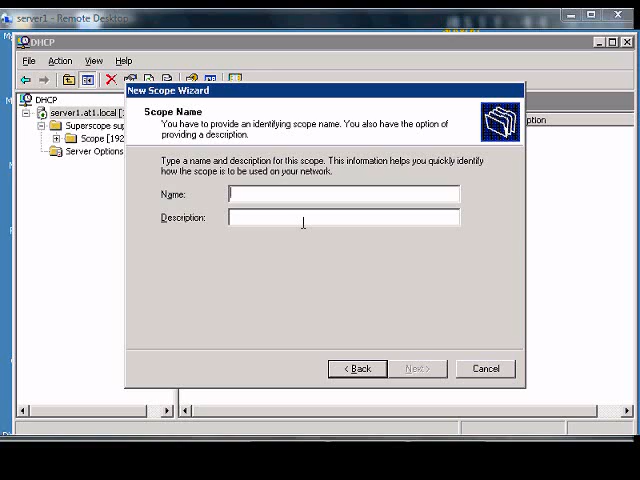 server1 - Remote Desktop
DHCP
File Action View Help
New Scope Wizard
DHCP
server1.at1.local [
Superscope sup
Scope [192
Server Options
ption
Scope Name
You have to provide an identifying scope name. You also have the option of
providing a description.
Type a name and description for this scope. This information helps you quickly identify
how the scope is to be used on your network.
Name:
Description:
< Back Next > Cancel